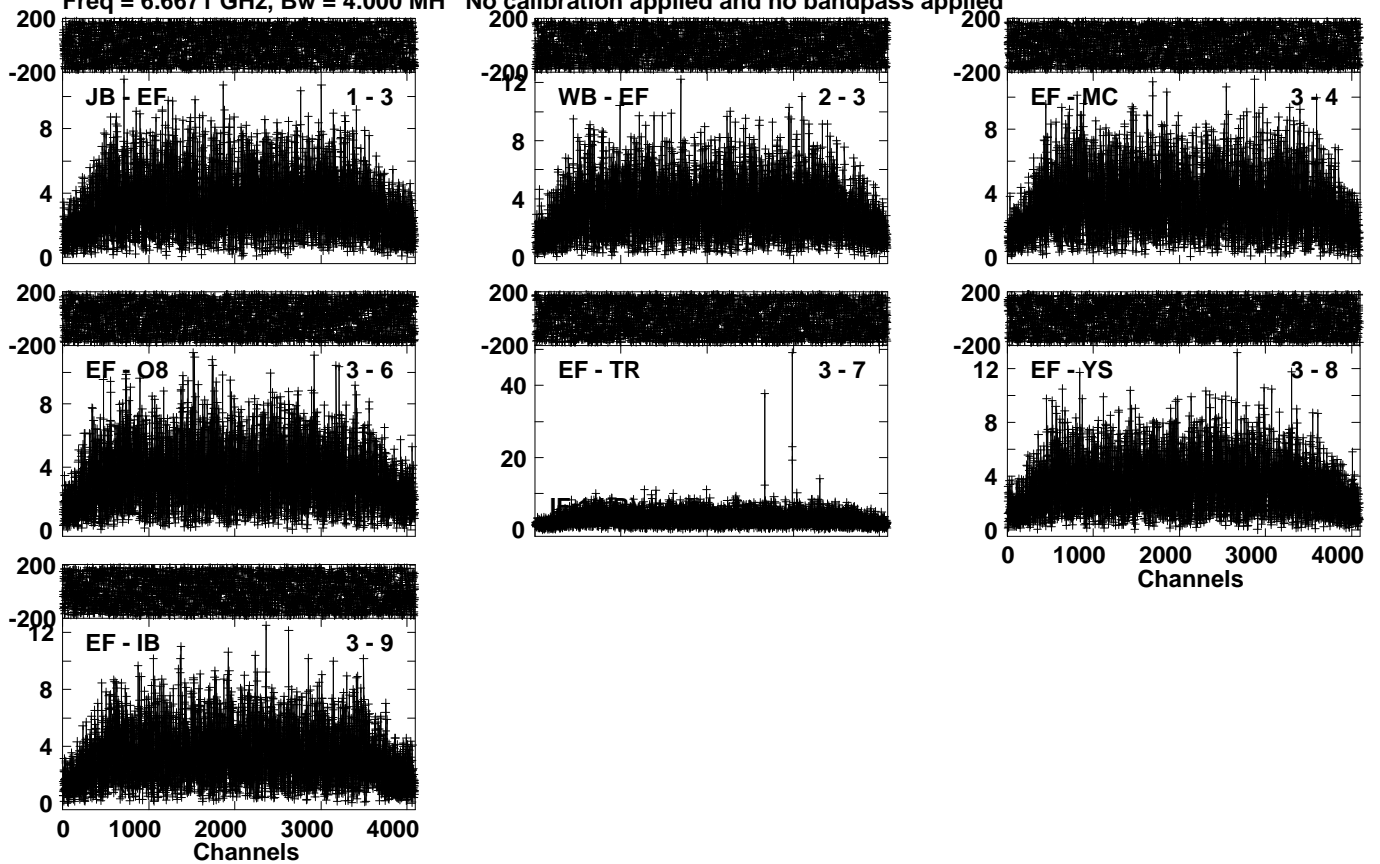 Freq = 6.6671 GHz, Bw = 4.000 MH No calibration applied and no bandpass applied
200 200 200
-200 -200 -200
12
JB - EF 1 - 3 WB - EF 2 - 3 EF - MC 3 - 4
8 8 8
4 4 4
0 0 0
200 200 200
-200 -200 -200
EF - O8 3 - 6 EF - TR 3 - 7 EF - YS 3 - 8
8 40 12
4 20 8
0 0 4
0
0 1000 2000 3000 4000
Channels
200
-200
12
EF - IB 3 - 9
8
4
0
0 1000 2000 3000 4000
Channels